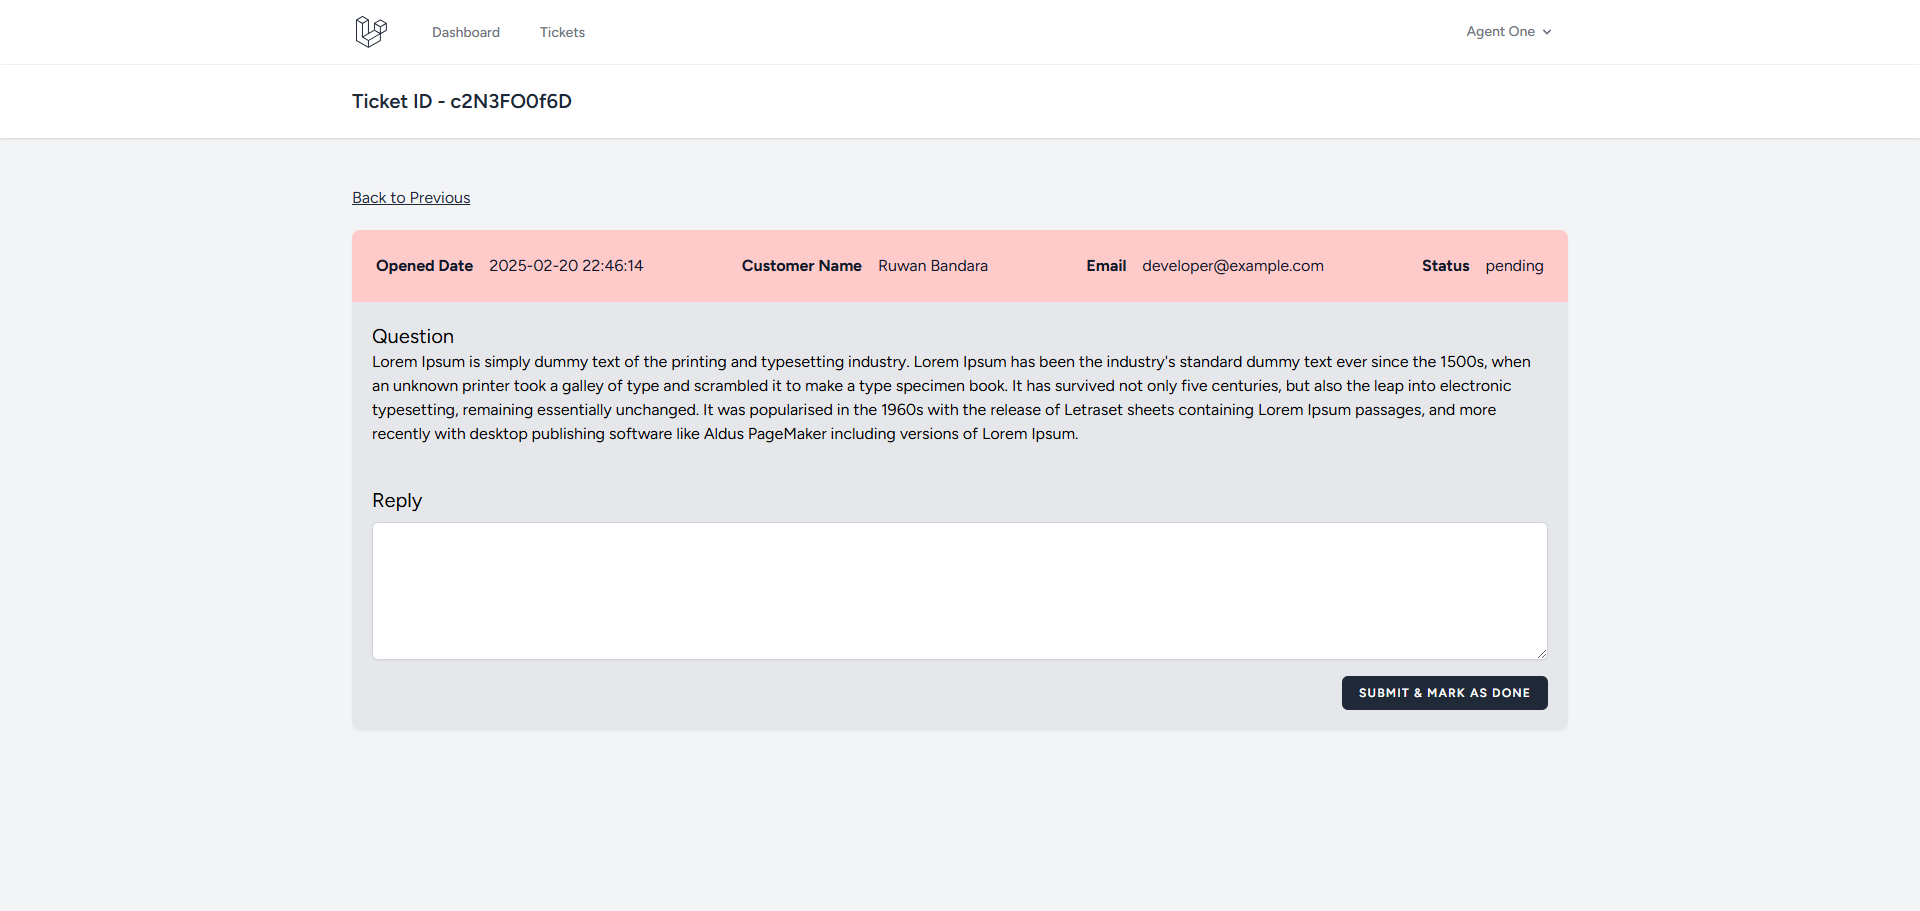 Dashboard Tickets Agent One
Ticket ID - c2N3FO0f6D
Back to Previous
Opened Date 2025-02-20 22:46:14 Customer Name Ruwan Bandara Email developer@example.com Status pending
Question
Lorem Ipsum is simply dummy text of the printing and typesetting industry. Lorem Ipsum has been the industry's standard dummy text ever since the 1500s, when
an unknown printer took a galley of type and scrambled it to make a type specimen book. It has survived not only five centuries, but also the leap into electronic
typesetting, remaining essentially unchanged. It was popularised in the 1960s with the release of Letraset sheets containing Lorem Ipsum passages, and more
recently with desktop publishing software like Aldus PageMaker including versions of Lorem Ipsum.
Reply
SUBMIT & MARK AS DONE